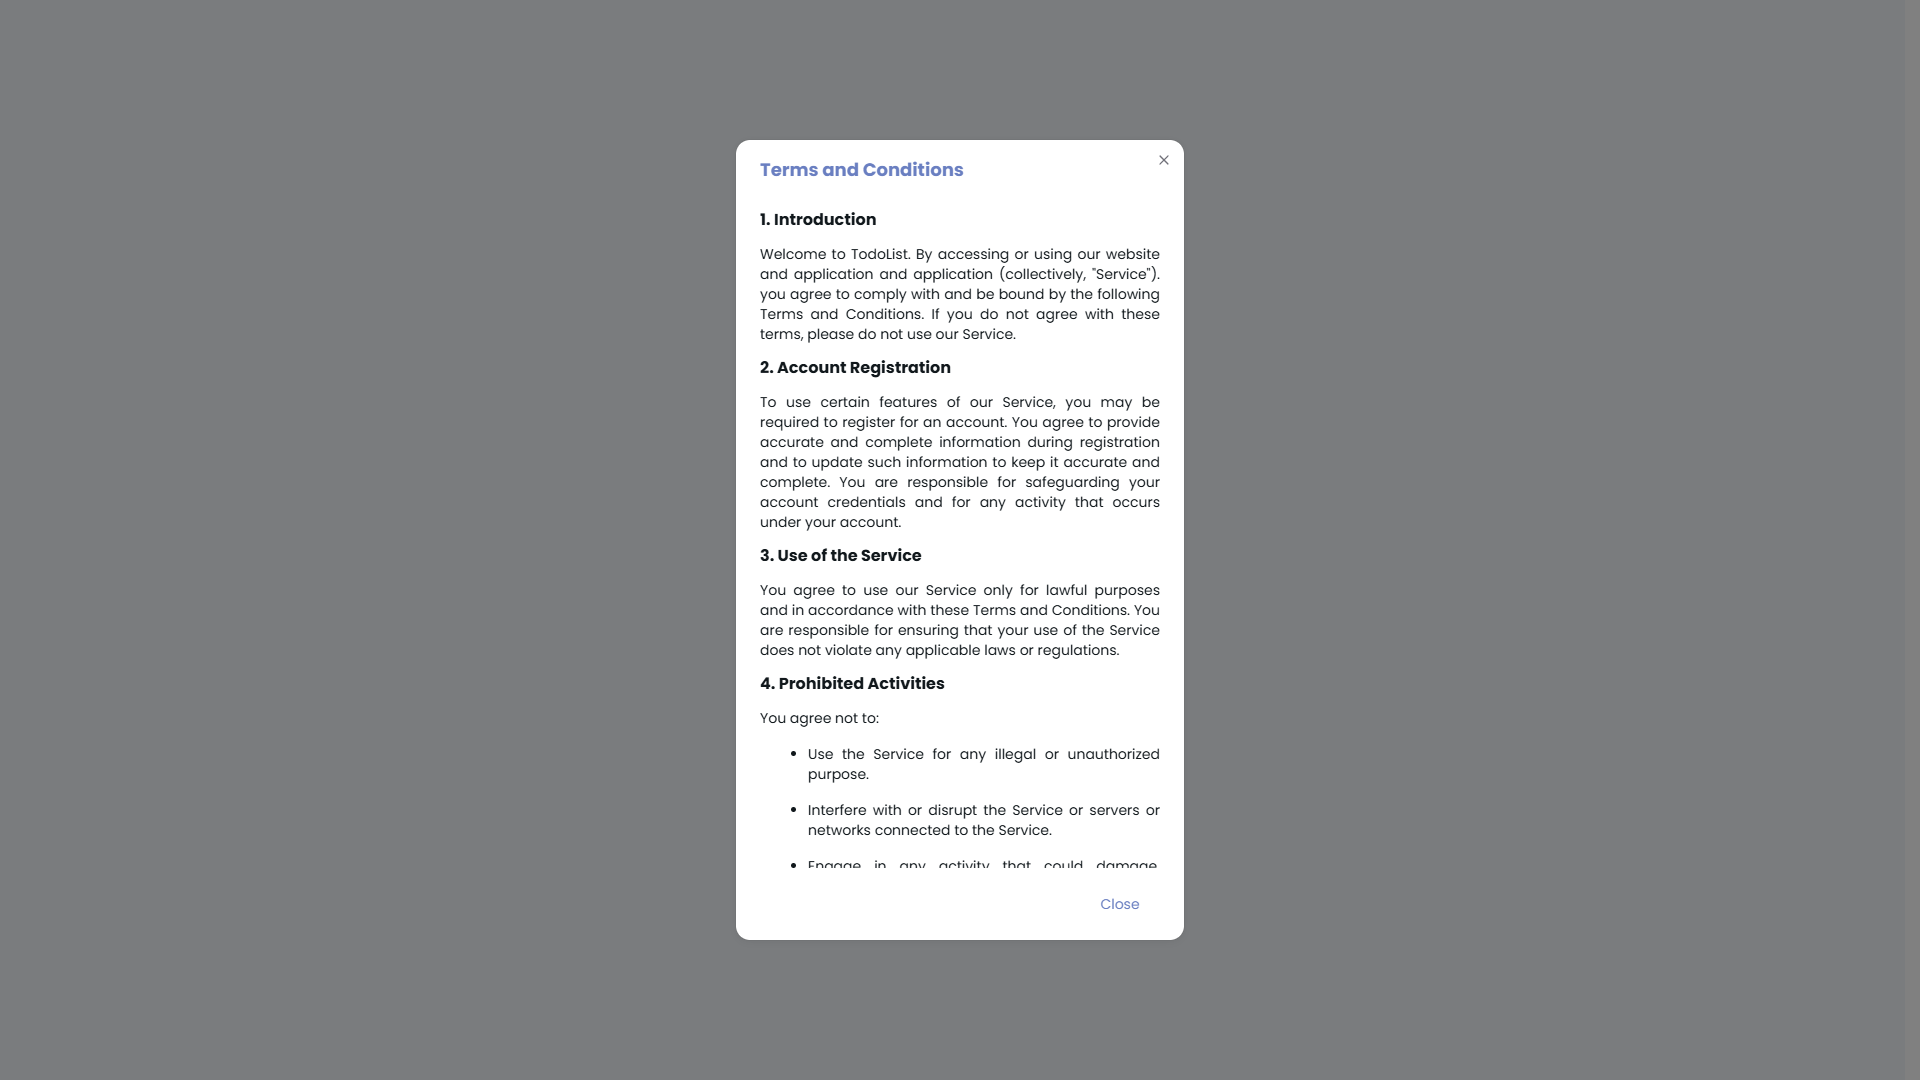 Terms and Conditions
1. Introduction
Welcome to TodoList. By accessing or using our website
and application and application (collectively, "Service").
you agree to comply with and be bound by the following
Terms and Conditions. If you do not agree with these
terms, please do not use our Service.
2. Account Registration
To use certain features of our Service, you may be
required to register for an account. You agree to provide
accurate and complete information during registration
and to update such information to keep it accurate and
complete. You are responsible for safeguarding your
account credentials and for any activity that occurs
under your account.
3. Use of the Service
You agree to use our Service only for lawful purposes
and in accordance with these Terms and Conditions. You
are responsible for ensuring that your use of the Service
does not violate any applicable laws or regulations.
4. Prohibited Activities
You agree not to:
• Use the Service for any illegal or unauthorized
purpose.
• Interfere with or disrupt the Service or servers or
networks connected to the Service.
• Engage in any activity that could damage,
Close